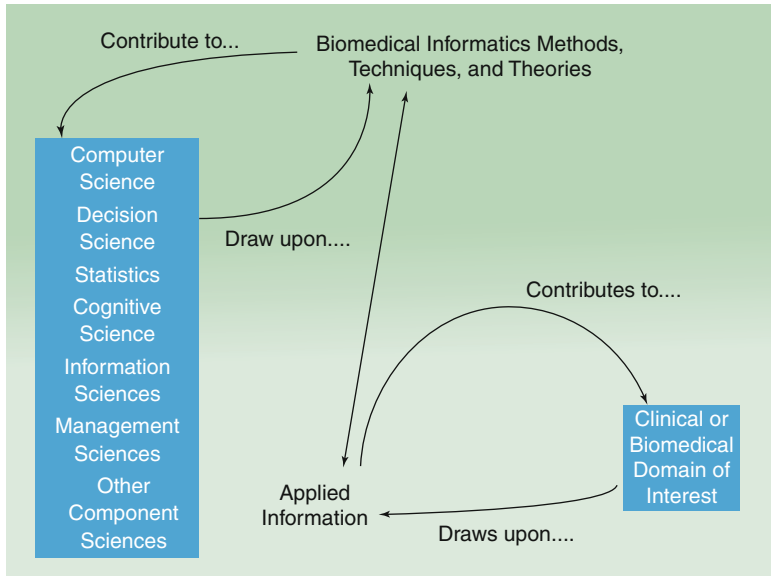 Contribute to...
Biomedical Informatics Methods,
Techniques, and Theories
Computer
Science
Decision
Science
Statistics
Cognitive
Science
Information
Sciences
Management
Sciences
Other
Component
Sciences
Draw upon....
Contributes to....
Clinical or
Biomedical
Domain of
Interest
Applied
Information
Draws upon....